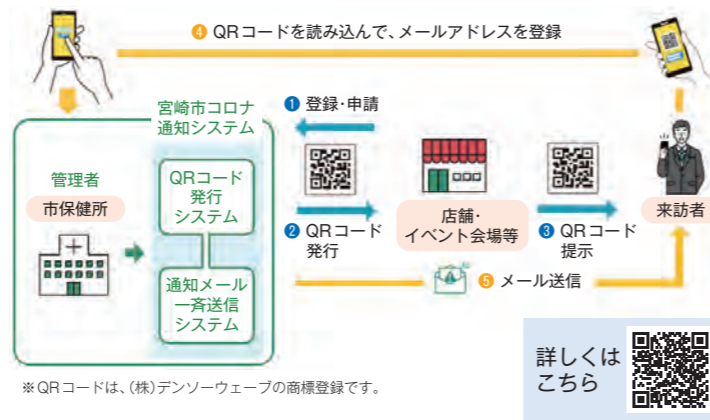 ❹ QRコードを読み込んで、メールアドレスを登録
宮崎市コロナ
通知システム
❶ 登録・申請
管理者
市保健所
QRコード
発行
システム
通知メール
一斉送信
システム
❷ QRコード
発行
店舗・
イベント会場等
❸ QRコード
提示
来訪者
❺ メール送信
詳しくは
こちら
※QRコードは、(株)デンソーウェーブの商標登録です。